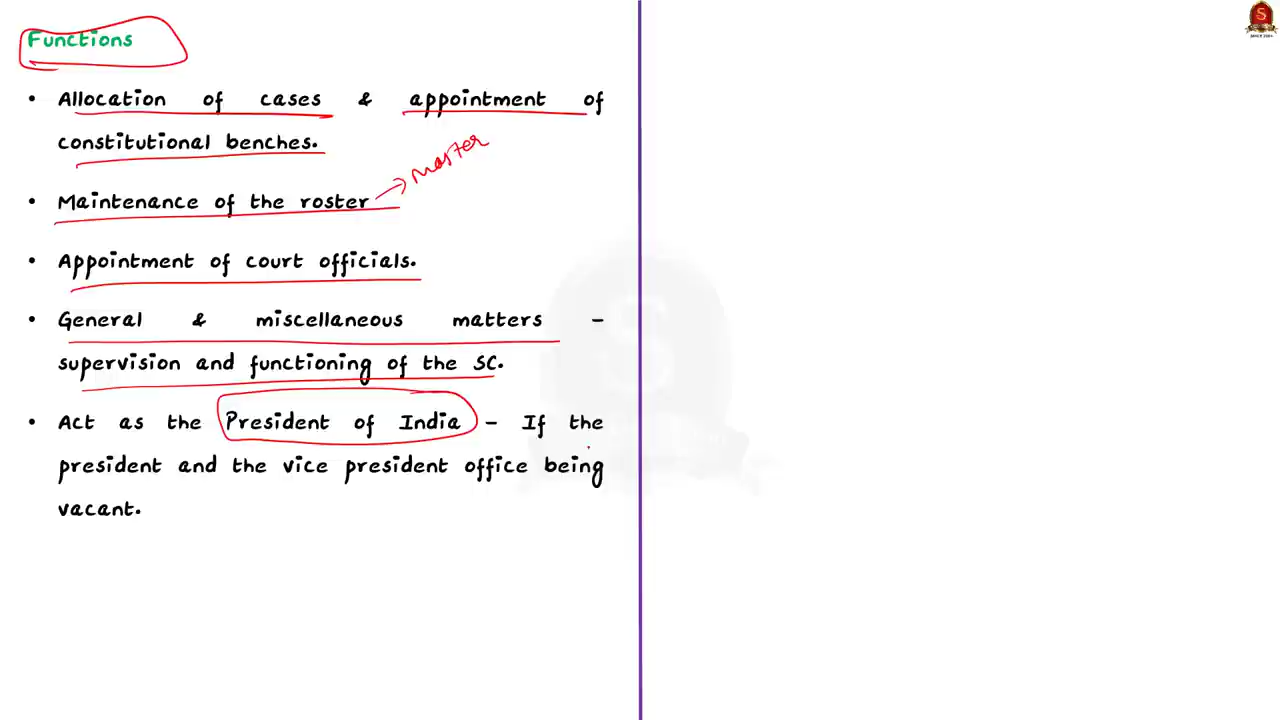 Functions
• Allocation of cases & appointment of
constitutional benches.
master
• Maintenance of the roster
• Appointment of court officials.
• General & miscellaneous matters –
supervision and functioning of the SC.
• Act as the President of India – If the
president and the vice president office being
vacant.
S